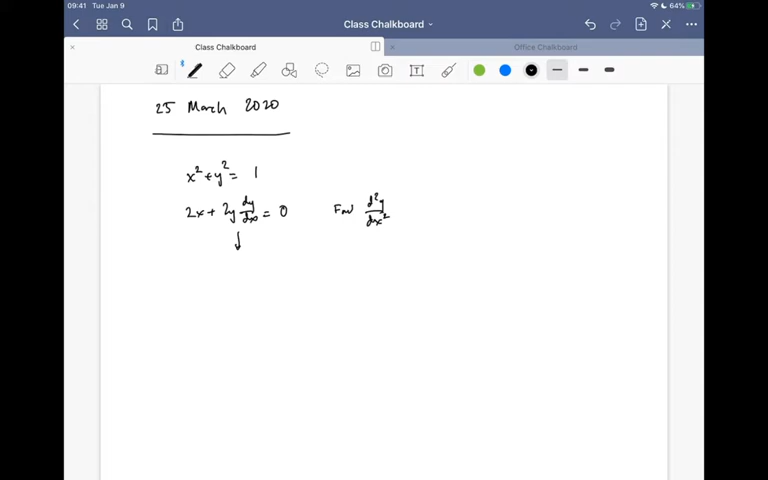 09:41 Tue Jan 9
64%
Class Chalkboard
Class Chalkboard
Office Chalkboard
25 March 2020
x² + y² = 1
2x + 2y dy/dx = 0 Find d²y/dx²